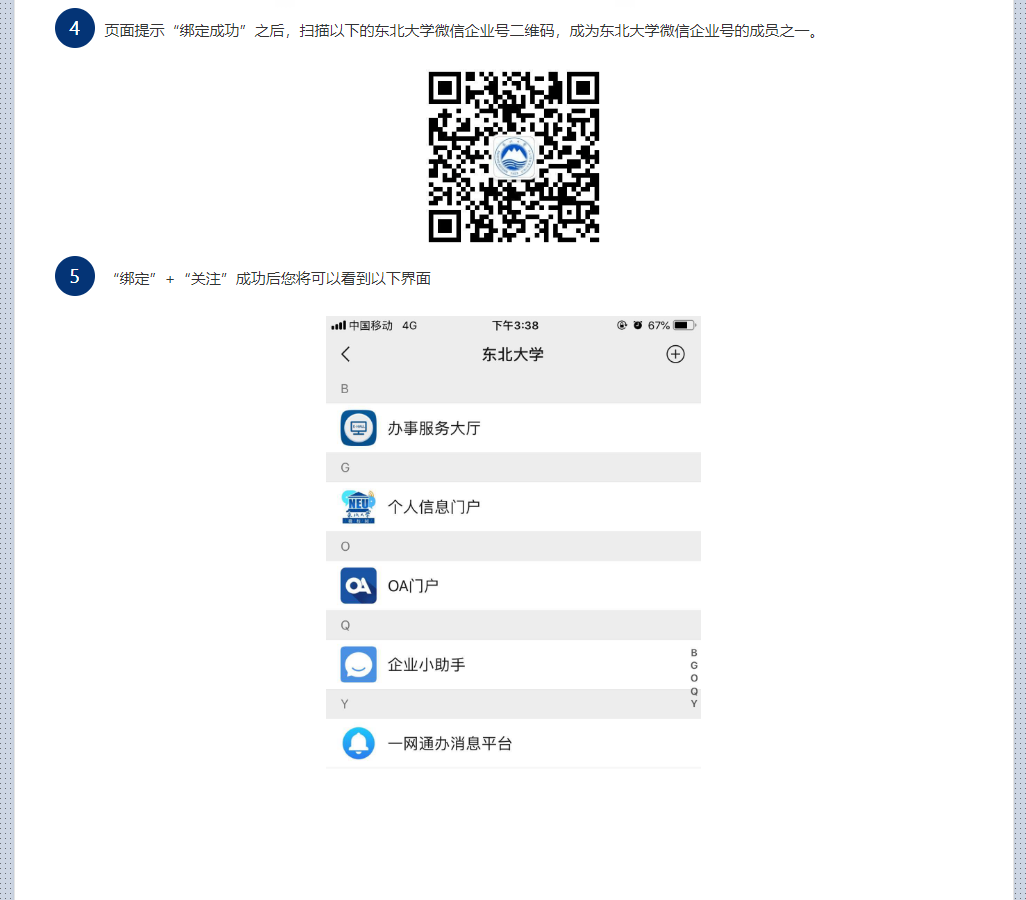 4 页面提示“绑定成功”之后，扫描以下的东北大学微信企业号二维码，成为东北大学微信企业号的成员之一。
5 “绑定”+“关注”成功后您将可以看到以下界面
中国移动 4G 下午3:38 67%
东北大学
B
办事服务大厅
G
NEU
个人信息门户
O
OA
OA门户
Q
企业小助手
Y
一网通办消息平台
B
G
O
Q
Y